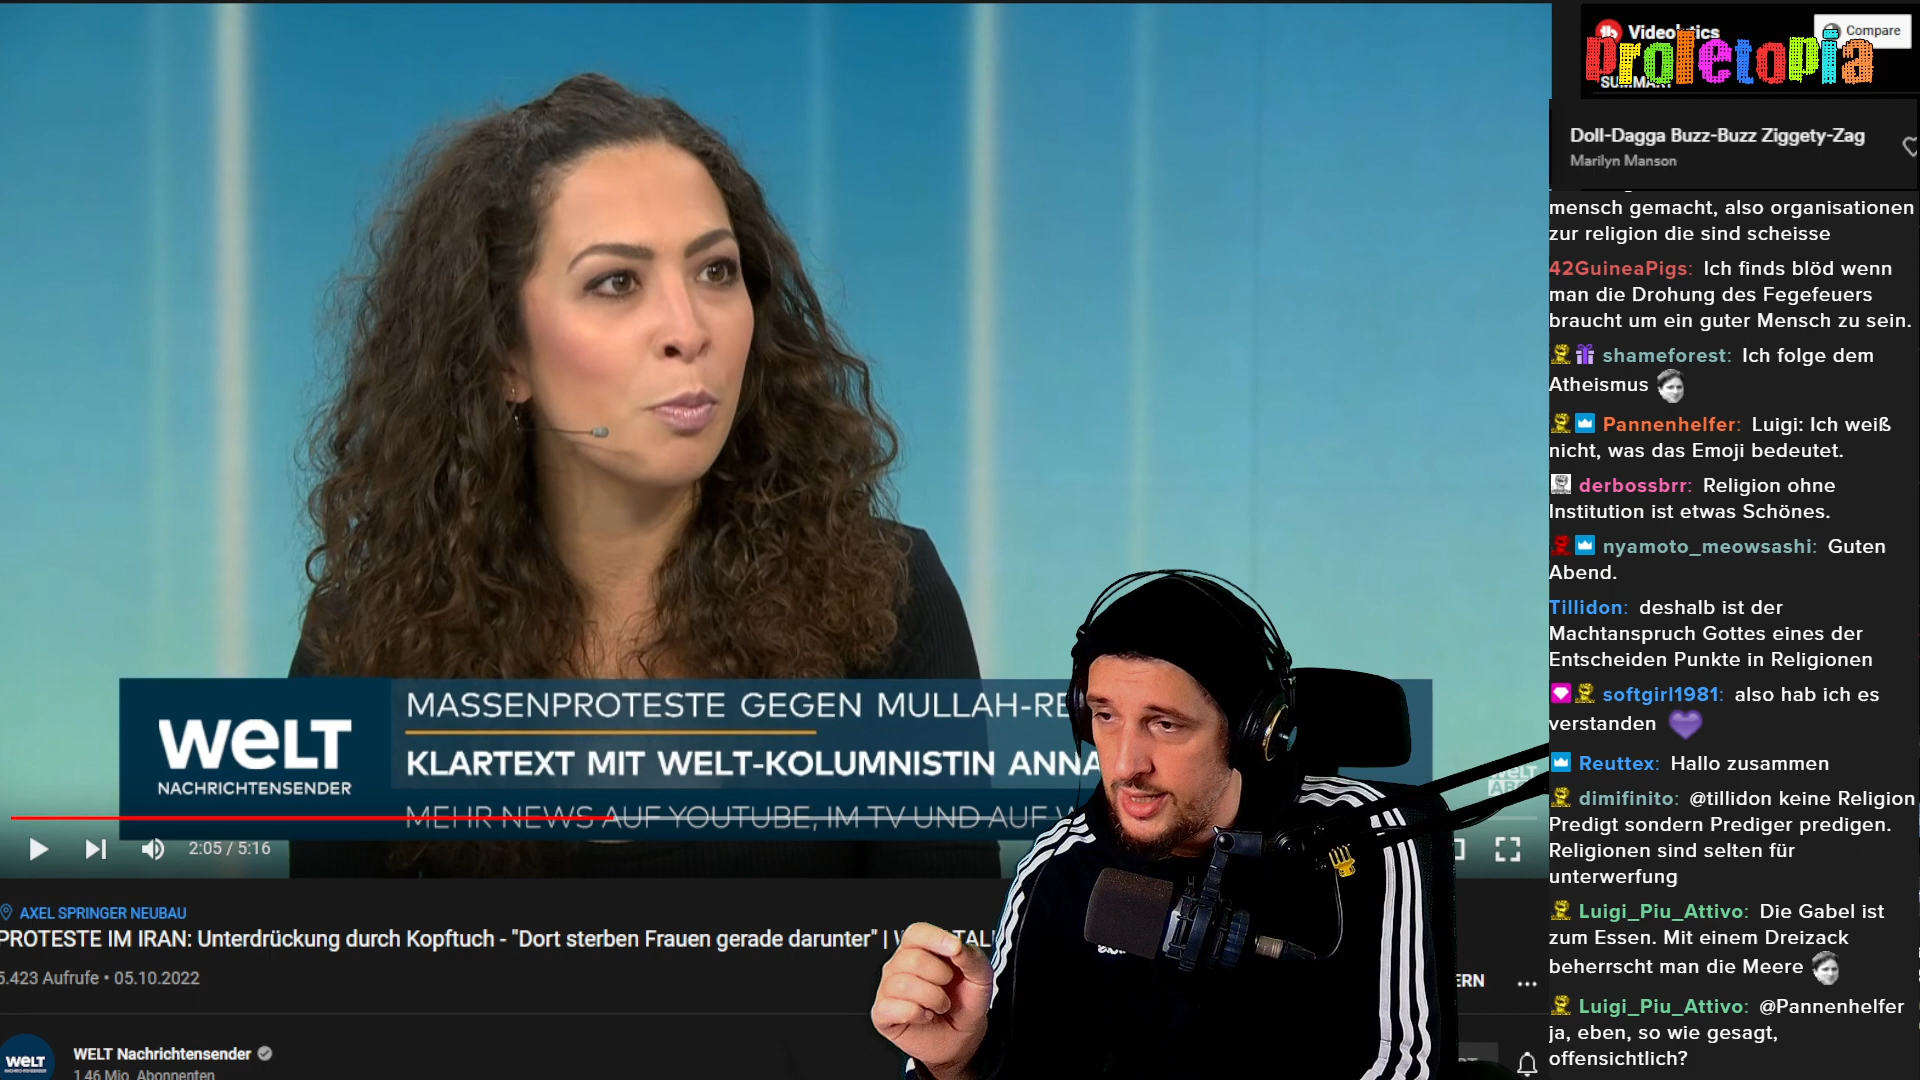 Videolytics
Compare
Proletopia
SUMMARY
Doll-Dagga Buzz-Buzz Ziggety-Zag
Marilyn Manson
mensch gemacht, also organisationen
zur religion die sind scheisse
42GuineaPigs: Ich finds blöd wenn
man die Drohung des Fegefeuers
braucht um ein guter Mensch zu sein.
shameforest: Ich folge dem
Atheismus
Pannenhelfer: Luigi: Ich weiß
nicht, was das Emoji bedeutet.
derbossbrr: Religion ohne
Institution ist etwas Schönes.
nyamoto_meowsashi: Guten
Abend.
Tillidon: deshalb ist der
Machtanspruch Gottes eines der
Entscheiden Punkte in Religionen
softgirl1981: also hab ich es
verstanden
Reuttex: Hallo zusammen
dimifinito: @tillidon keine Religion
Predigt sondern Prediger predigen.
Religionen sind selten für
unterwerfung
Luigi_Piu_Attivo: Die Gabel ist
zum Essen. Mit einem Dreizack
beherrscht man die Meere
Luigi_Piu_Attivo: @Pannenhelfer
ja, eben, so wie gesagt,
offensichtlich?
WELT
NACHRICHTENSENDER
MASSENPROTESTE GEGEN MULLAH-RE
KLARTEXT MIT WELT-KOLUMNISTIN ANNA
MEHR NEWS AUF YOUTUBE, IM TV UND AUF W
2:05 / 5:16
AXEL SPRINGER NEUBAU
PROTESTE IM IRAN: Unterdrückung durch Kopftuch - "Dort sterben Frauen gerade darunter" |
5.423 Aufrufe • 05.10.2022
ERN
WELT
WELT Nachrichtensender
1,46 Mio. Abonnenten